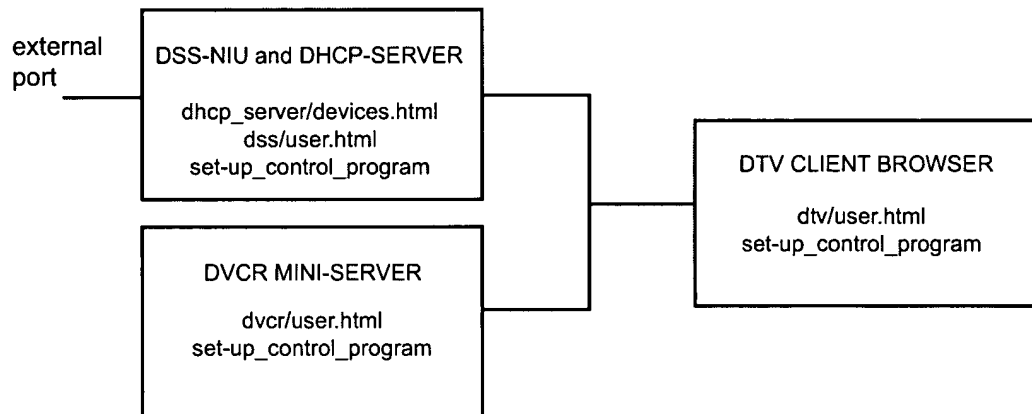 external
port
DSS-NIU and DHCP-SERVER
dhcp_server/devices.html
dss/user.html
set-up_control_program
DVCR MINI-SERVER
dvcr/user.html
set-up_control_program
DTV CLIENT BROWSER
dtv/user.html
set-up_control_program